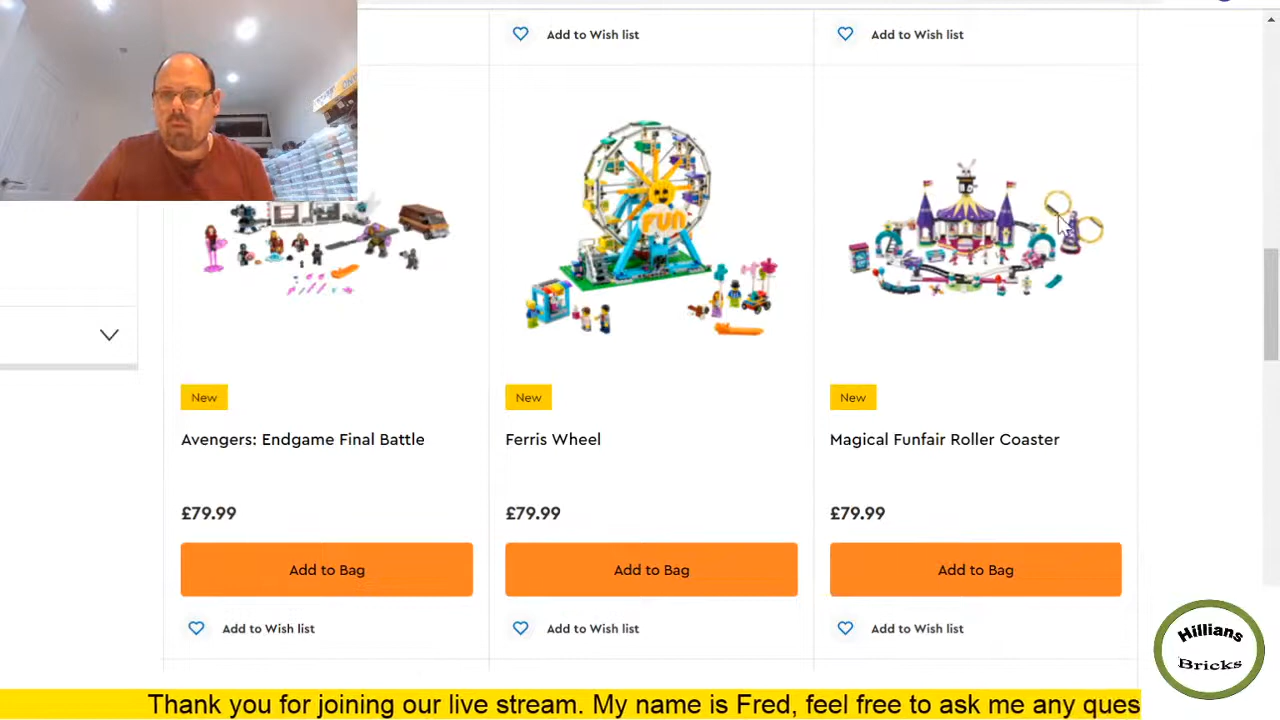 Add to Wish list
Add to Wish list
FUN
New
New
New
Avengers: Endgame Final Battle
Ferris Wheel
Magical Funfair Roller Coaster
£79.99
£79.99
£79.99
Add to Bag
Add to Bag
Add to Bag
Add to Wish list
Add to Wish list
Add to Wish list
Hillians
Bricks
Thank you for joining our live stream. My name is Fred, feel free to ask me any ques